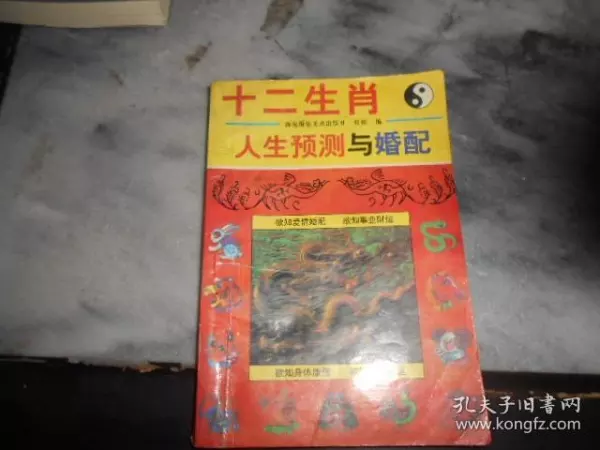 十二生肖
人生预测与婚配
欲知爱情婚姻 欲知事业财运
欲知身体康
孔夫子旧书网
www.kongfz.com